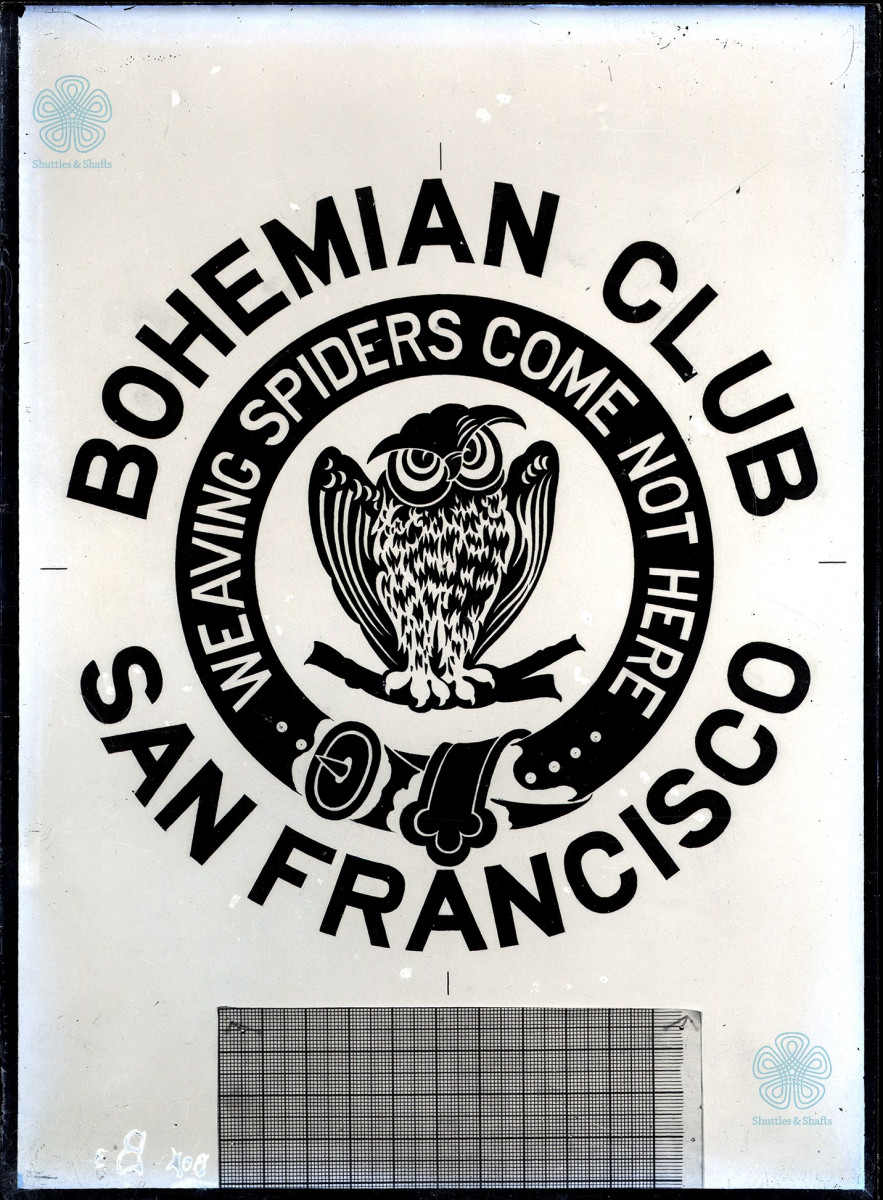 Shuttles & Shafts
BOHEMIAN CLUB
WEAVING SPIDERS COME NOT HERE
SAN FRANCISCO
Shuttles & Shafts